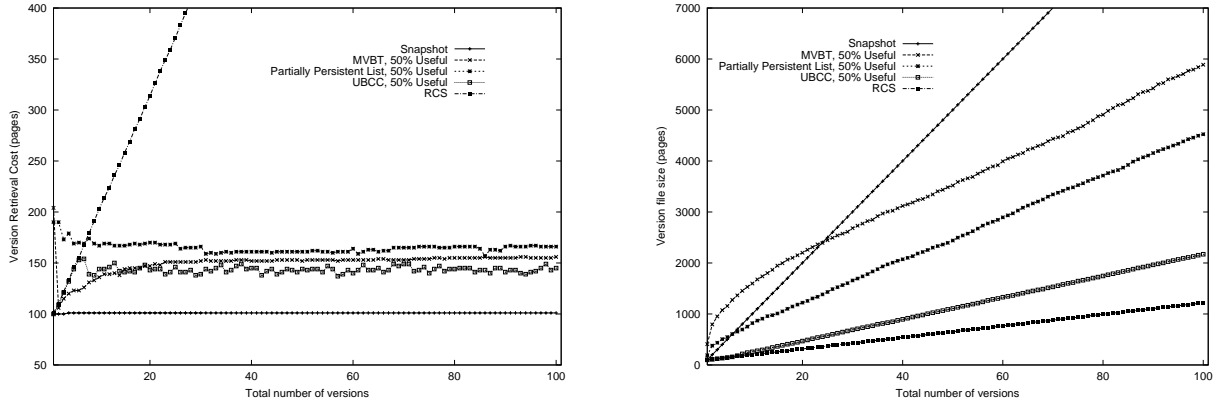 400
350
300
250
200
150
100
50
Version Retrieval Cost (pages)
Snapshot
MVBT, 50% Useful
Partially Persistent List, 50% Useful
UBCC, 50% Useful
RCS
20
40
60
80
100
Total number of versions
7000
6000
5000
4000
3000
2000
1000
0
Version file size (pages)
Snapshot
MVBT, 50% Useful
Partially Persistent List, 50% Useful
UBCC, 50% Useful
RCS
20
40
60
80
100
Total number of versions